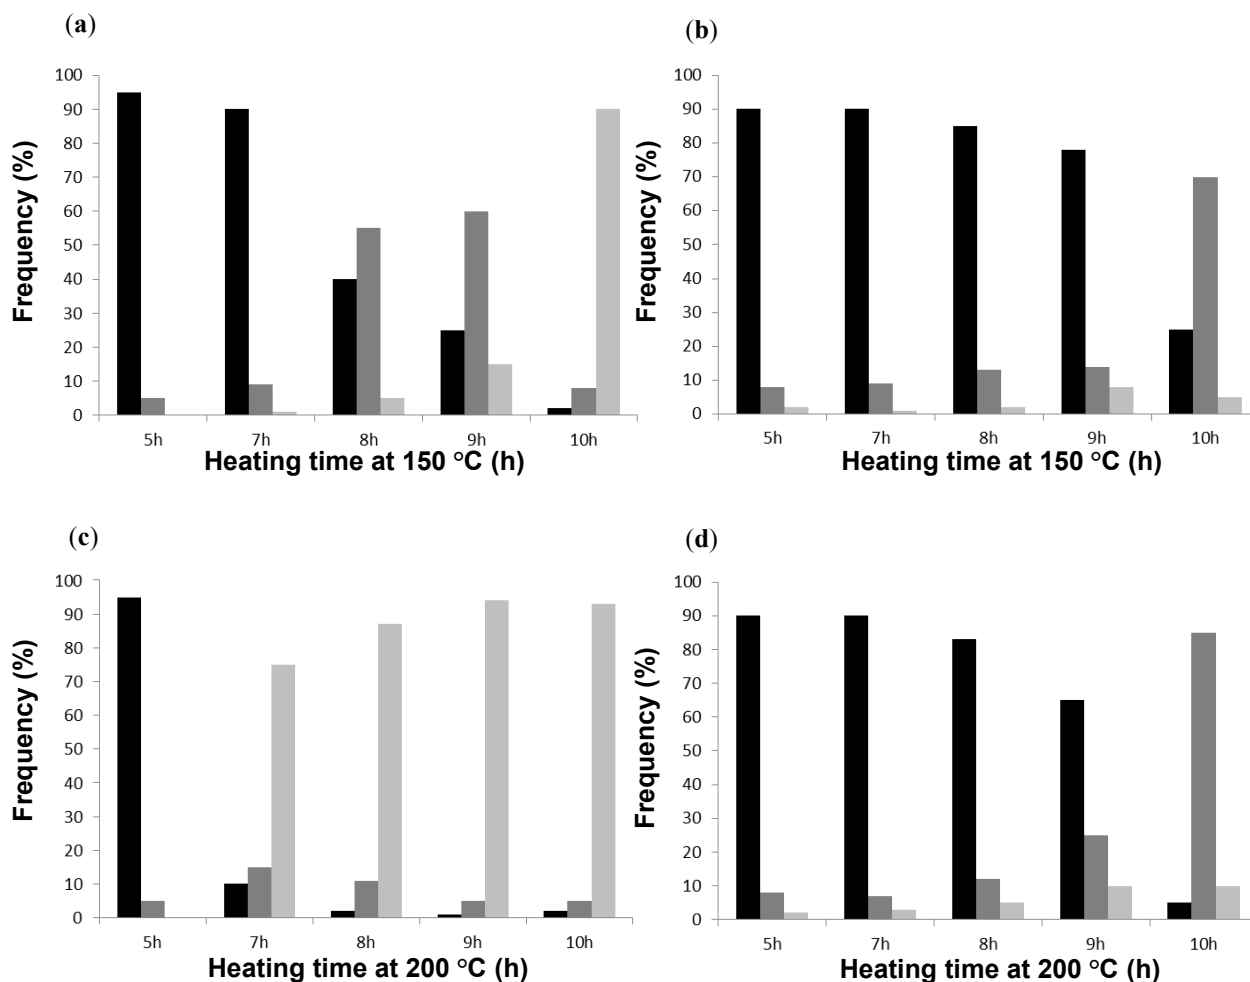 (a)
Frequency (%)
100
90
80
70
60
50
40
30
20
10
0
5h 7h 8h 9h 10h
Heating time at 150 °C (h)
(b)
Frequency (%)
100
90
80
70
60
50
40
30
20
10
0
5h 7h 8h 9h 10h
Heating time at 150 °C (h)
(c)
Frequency (%)
100
90
80
70
60
50
40
30
20
10
0
5h 7h 8h 9h 10h
Heating time at 200 °C (h)
(d)
Frequency (%)
100
90
80
70
60
50
40
30
20
10
0
5h 7h 8h 9h 10h
Heating time at 200 °C (h)